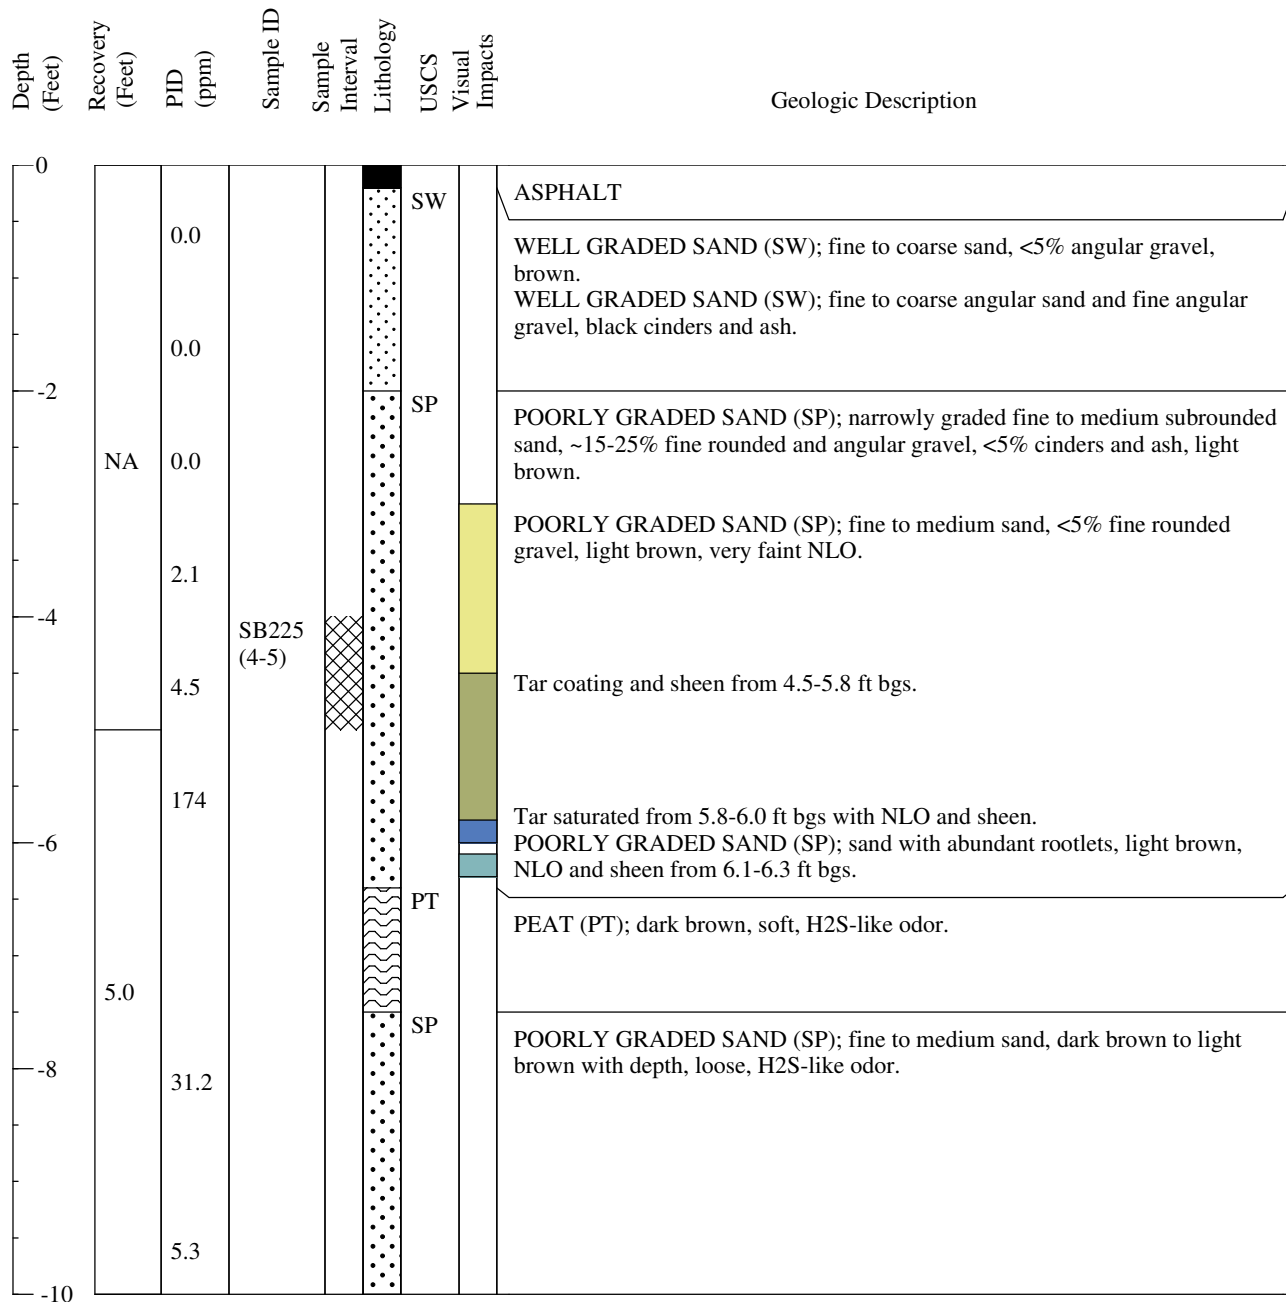 Depth
(Feet)
Recovery
(Feet)
PID
(ppm)
Sample ID
Sample
Interval
Lithology
USCS
Visual
Impacts
Geologic Description
0
SW
ASPHALT
0.0
WELL GRADED SAND (SW); fine to coarse sand, <5% angular gravel,
brown.
WELL GRADED SAND (SW); fine to coarse angular sand and fine angular
gravel, black cinders and ash.
0.0
-2
SP
POORLY GRADED SAND (SP); narrowly graded fine to medium subrounded
sand, ~15-25% fine rounded and angular gravel, <5% cinders and ash, light
brown.
NA
0.0
POORLY GRADED SAND (SP); fine to medium sand, <5% fine rounded
gravel, light brown, very faint NLO.
2.1
-4
SB225
(4-5)
4.5
Tar coating and sheen from 4.5-5.8 ft bgs.
174
Tar saturated from 5.8-6.0 ft bgs with NLO and sheen.
-6
POORLY GRADED SAND (SP); sand with abundant rootlets, light brown,
NLO and sheen from 6.1-6.3 ft bgs.
PT
PEAT (PT); dark brown, soft, H2S-like odor.
5.0
SP
POORLY GRADED SAND (SP); fine to medium sand, dark brown to light
brown with depth, loose, H2S-like odor.
-8
31.2
5.3
-10